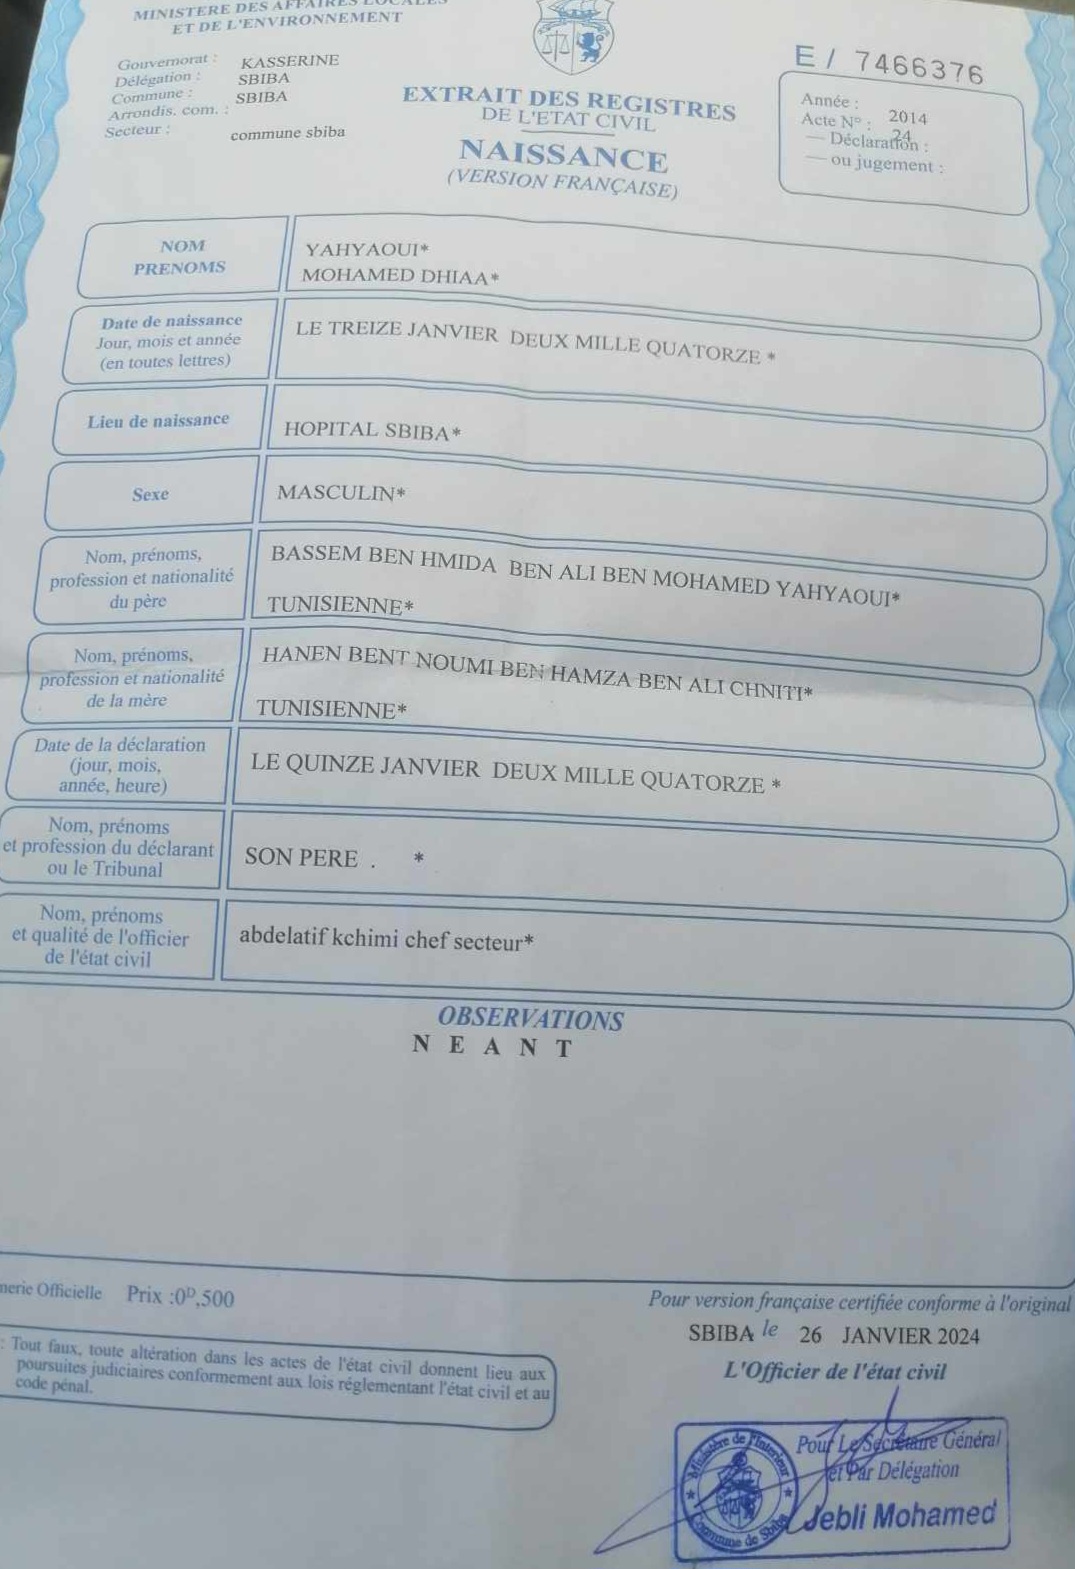 MINISTERE DES AFFAIRES LOCALES
ET DE L'ENVIRONNEMENT
Gouvernorat : KASSERINE
Délégation : SBIBA
Commune : SBIBA
Arrondis. com. :
Secteur : commune sbiba
EXTRAIT DES REGISTRES
DE L'ETAT CIVIL
NAISSANCE
(VERSION FRANÇAISE)
E / 7466376
Année : 2014
Acte N° : 24
— Déclaration :
— ou jugement :
NOM
PRENOMS
YAHYAOUI*
MOHAMED DHIAA*
Date de naissance
Jour, mois et année
(en toutes lettres)
LE TREIZE JANVIER DEUX MILLE QUATORZE *
Lieu de naissance
HOPITAL SBIBA*
Sexe
MASCULIN*
Nom, prénoms,
profession et nationalité
du père
BASSEM BEN HMIDA BEN ALI BEN MOHAMED YAHYAOUI*
TUNISIENNE*
Nom, prénoms,
profession et nationalité
de la mère
HANEN BENT NOUMI BEN HAMZA BEN ALI CHNITI*
TUNISIENNE*
Date de la déclaration
(jour, mois,
année, heure)
LE QUINZE JANVIER DEUX MILLE QUATORZE *
Nom, prénoms
et profession du déclarant
ou le Tribunal
SON PERE . *
Nom, prénoms
et qualité de l'officier
de l'état civil
abdelatif kchimi chef secteur*
OBSERVATIONS
N E A N T
Officielle Prix :0ᴰ,500
: Tout faux, toute altération dans les actes de l'état civil donnent lieu aux
poursuites judiciaires conformement aux lois réglementant l'état civil et au
code pénal.
Pour version française certifiée conforme à l'original
SBIBA le 26 JANVIER 2024
L'Officier de l'état civil
Ministère de l'Interieur
Commune de Sbiba
Pour Le Secrétaire Général
et Par Délégation
Jebli Mohamed